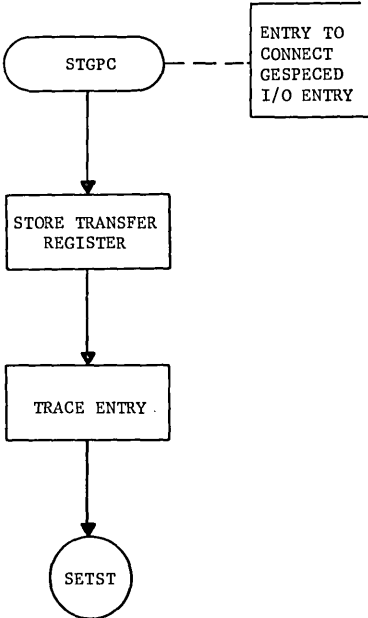 STGPC
ENTRY TO
CONNECT
GESPECED
I/O ENTRY
STORE TRANSFER
REGISTER
TRACE ENTRY
SETST